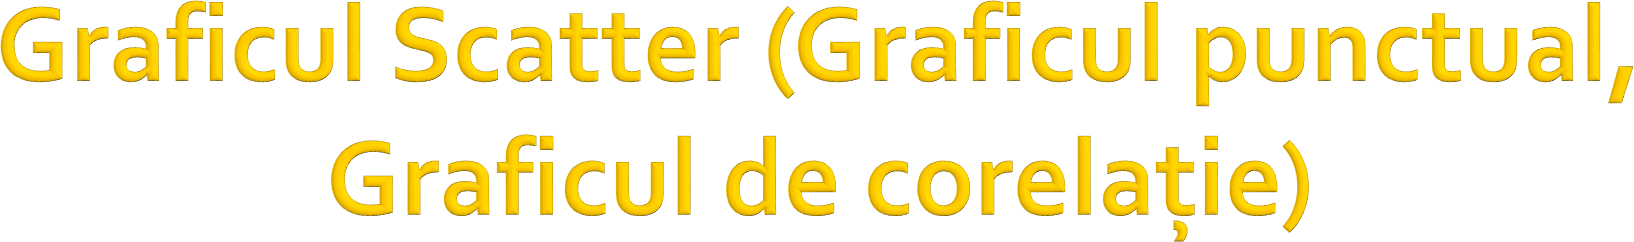 Graficul Scatter (Graficul punctual,
Graficul de corelație)